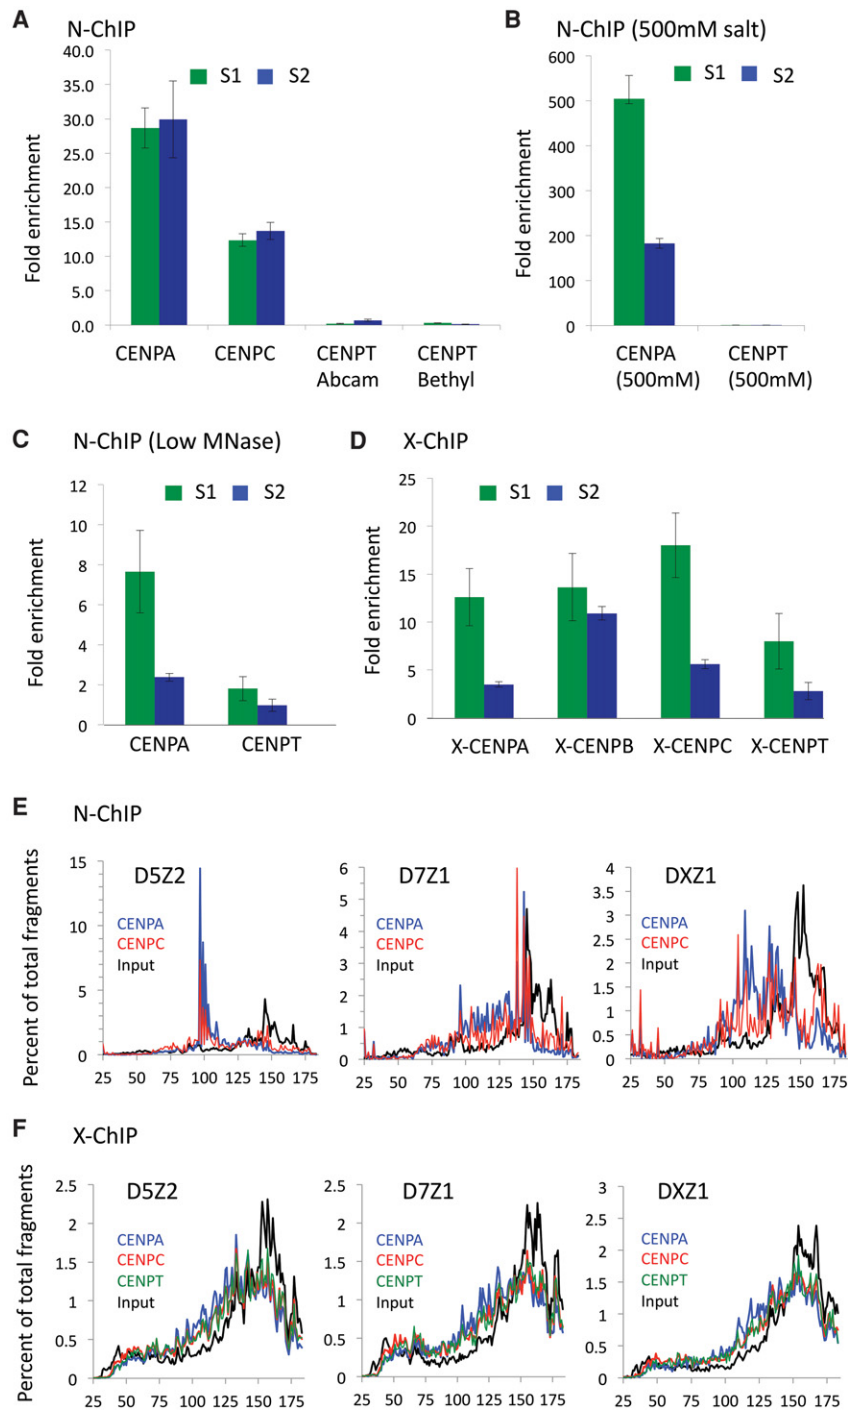 A
N-ChIP
40.0
35.0
30.0
25.0
20.0
15.0
10.0
5.0
0.0
Fold enrichment
S1 S2
CENPA CENPC CENPT CENPT
Abcam Bethyl
B
N-ChIP (500mM salt)
600
500
400
300
200
100
0
Fold enrichment
S1 S2
CENPA CENPT
(500mM) (500mM)
C
N-ChIP (Low MNase)
12
10
8
6
4
2
0
Fold enrichment
S1 S2
CENPA CENPT
D
X-ChIP
25
20
15
10
5
0
Fold enrichment
S1 S2
X-CENPA X-CENPB X-CENPC X-CENPT
E
N-ChIP
Percent of total fragments
15
10
5
0
D5Z2
CENPA
CENPC
Input
25 50 75 100 125 150 175
6
5
4
3
2
1
0
D7Z1
CENPA
CENPC
Input
25 50 75 100 125 150 175
4
3.5
3
2.5
2
1.5
1
0.5
0
DXZ1
CENPA
CENPC
Input
25 50 75 100 125 150 175
F
X-ChIP
Percent of total fragments
2.5
2
1.5
1
0.5
0
D5Z2
CENPA
CENPC
CENPT
Input
25 50 75 100 125 150 175
2.5
2
1.5
1
0.5
0
D7Z1
CENPA
CENPC
CENPT
Input
25 50 75 100 125 150 175
3
2.5
2
1.5
1
0.5
0
DXZ1
CENPA
CENPC
CENPT
Input
25 50 75 100 125 150 175